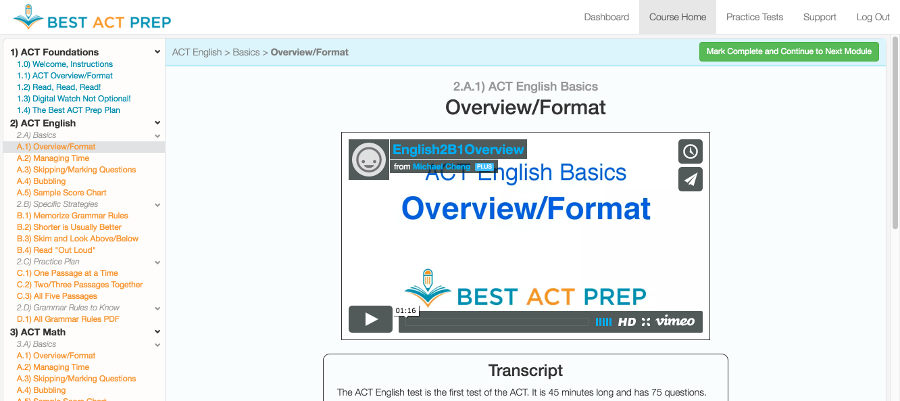 BEST ACT PREP
Dashboard
Course Home
Practice Tests
Support
Log Out
1) ACT Foundations
1.0) Welcome, Instructions
1.1) ACT Overview/Format
1.2) Read, Read, Read!
1.3) Digital Watch Not Optional!
1.4) The Best ACT Prep Plan
2) ACT English
2.A) Basics
A.1) Overview/Format
A.2) Managing Time
A.3) Skipping/Marking Questions
A.4) Bubbling
A.5) Sample Score Chart
2.B) Specific Strategies
B.1) Memorize Grammar Rules
B.2) Shorter is Usually Better
B.3) Skim and Look Above/Below
B.4) Read "Out Loud"
2.C) Practice Plan
C.1) One Passage at a Time
C.2) Two/Three Passages Together
C.3) All Five Passages
2.D) Grammar Rules to Know
D.1) All Grammar Rules PDF
3) ACT Math
3.A) Basics
A.1) Overview/Format
A.2) Managing Time
A.3) Skipping/Marking Questions
A.4) Bubbling
A.5) Sample Score Chart
ACT English > Basics > Overview/Format
Mark Complete and Continue to Next Module
2.A.1) ACT English Basics
Overview/Format
English2B1Overview
from Michael Cheng PLUS
ACT English Basics
Overview/Format
BEST ACT PREP
01:16
HD vimeo
Transcript
The ACT English test is the first test of the ACT. It is 45 minutes long and has 75 questions.